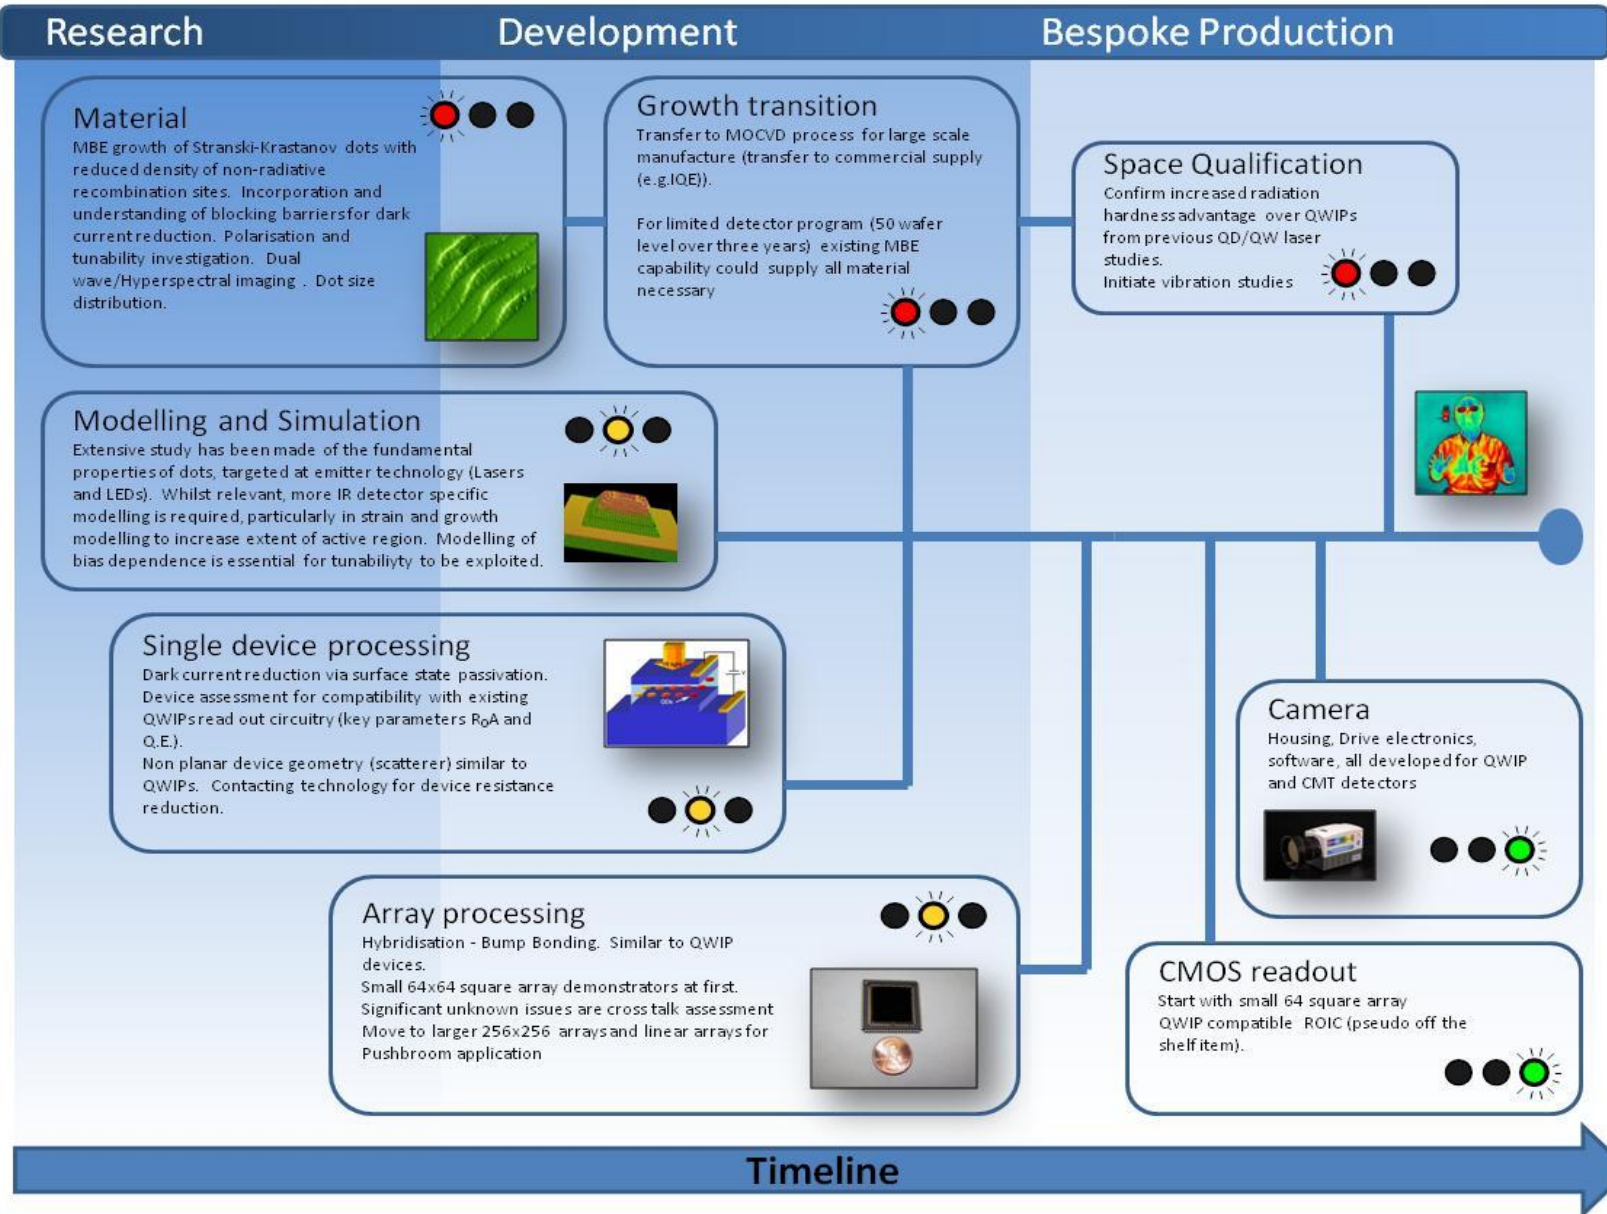 Research
Development
Bespoke Production
Material
MBE growth of Stranski-Krastanov dots with
reduced density of non-radiative
recombination sites. Incorporation and
understanding of blocking barriers for dark
current reduction. Polarisation and
tunability investigation. Dual
wave/Hyperspectral imaging . Dot size
distribution.
Growth transition
Transfer to MOCVD process for large scale
manufacture (transfer to commercial supply
(e.g.IQE)).
For limited detector program (50 wafer
level over three years) existing MBE
capability could supply all material
necessary
Space Qualification
Confirm increased radiation
hardness advantage over QWIPs
from previous QD/QW laser
studies.
Initiate vibration studies
Modelling and Simulation
Extensive study has been made of the fundamental
properties of dots, targeted at emitter technology (Lasers
and LEDs). Whilst relevant, more IR detector specific
modelling is required, particularly in strain and growth
modelling to increase extent of active region. Modelling of
bias dependence is essential for tunabiliyty to be exploited.
Single device processing
Dark current reduction via surface state passivation.
Device assessment for compatibility with existing
QWIPs read out circuitry (key parameters R₀A and
Q.E.).
Non planar device geometry (scatterer) similar to
QWIPs. Contacting technology for device resistance
reduction.
Camera
Housing, Drive electronics,
software, all developed for QWIP
and CMT detectors
Array processing
Hybridisation - Bump Bonding. Similar to QWIP
devices.
Small 64x64 square array demonstrators at first.
Significant unknown issues are cross talk assessment
Move to larger 256x256 arrays and linear arrays for
Pushbroom application
CMOS readout
Start with small 64 square array
QWIP compatible ROIC (pseudo off the
shelf item).
Timeline